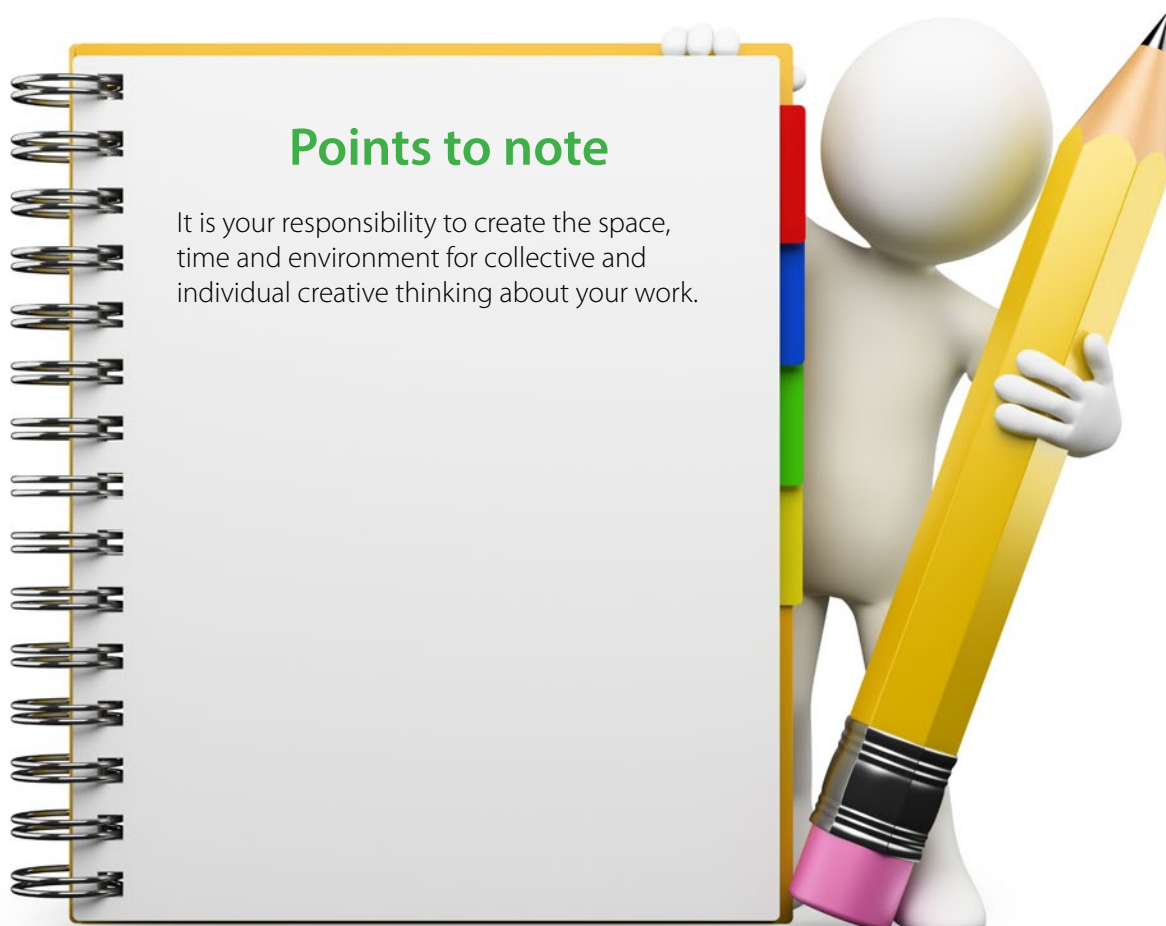 Points to note
It is your responsibility to create the space,
time and environment for collective and
individual creative thinking about your work.